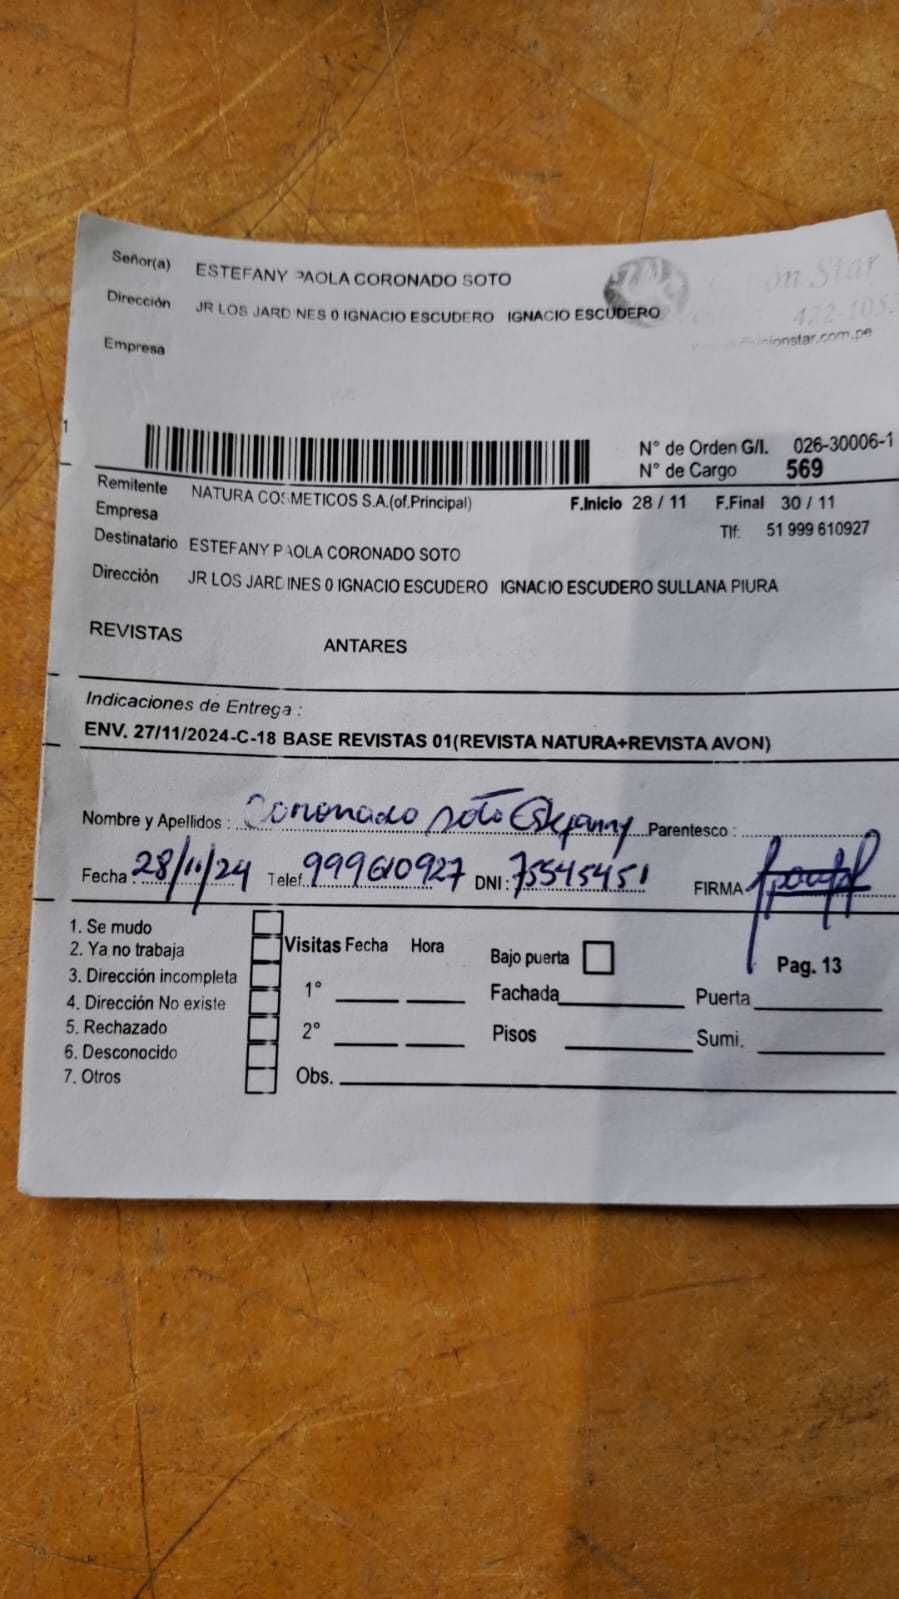 Señor(a) ESTEFANY PAOLA CORONADO SOTO
Dirección JR LOS JARDINES 0 IGNACIO ESCUDERO IGNACIO ESCUDERO
Empresa
Star
N° de Orden G/I. 026-30006-1
N° de Cargo 569
Remitente NATURA COSMETICOS S.A.(of.Principal) F.Inicio 28 / 11 F.Final 30 / 11
Empresa Tlf: 51 999 610927
Destinatario ESTEFANY PAOLA CORONADO SOTO
Dirección JR LOS JARDINES 0 IGNACIO ESCUDERO IGNACIO ESCUDERO SULLANA PIURA
REVISTAS ANTARES
Indicaciones de Entrega :
ENV. 27/11/2024-C-18 BASE REVISTAS 01(REVISTA NATURA+REVISTA AVON)
Nombre y Apellidos : Coronado soto Estefanny Parentesco :
Fecha : 28/11/24 Telef. 999610927 DNI : 75545451 FIRMA
1. Se mudo
2. Ya no trabaja
3. Dirección incompleta
4. Dirección No existe
5. Rechazado
6. Desconocido
7. Otros
Visitas Fecha Hora
1°
2°
Obs.
Bajo puerta
Fachada Puerta
Pisos Sumi.
Pag. 13